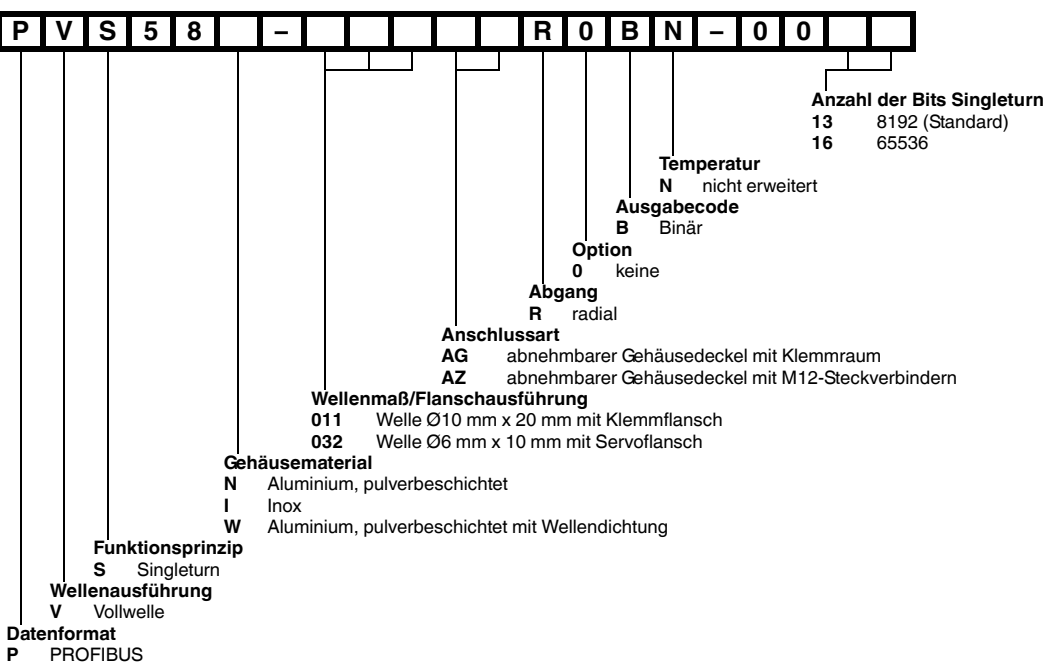 P V S 5 8 – R 0 B N – 0 0
Anzahl der Bits Singleturn
13 8192 (Standard)
16 65536
Temperatur
N nicht erweitert
Ausgabecode
B Binär
Option
0 keine
Abgang
R radial
Anschlussart
AG abnehmbarer Gehäusedeckel mit Klemmraum
AZ abnehmbarer Gehäusedeckel mit M12-Steckverbindern
Wellenmaß/Flanschausführung
011 Welle Ø10 mm x 20 mm mit Klemmflansch
032 Welle Ø6 mm x 10 mm mit Servoflansch
Gehäusematerial
N Aluminium, pulverbeschichtet
I Inox
W Aluminium, pulverbeschichtet mit Wellendichtung
Funktionsprinzip
S Singleturn
Wellenausführung
V Vollwelle
Datenformat
P PROFIBUS